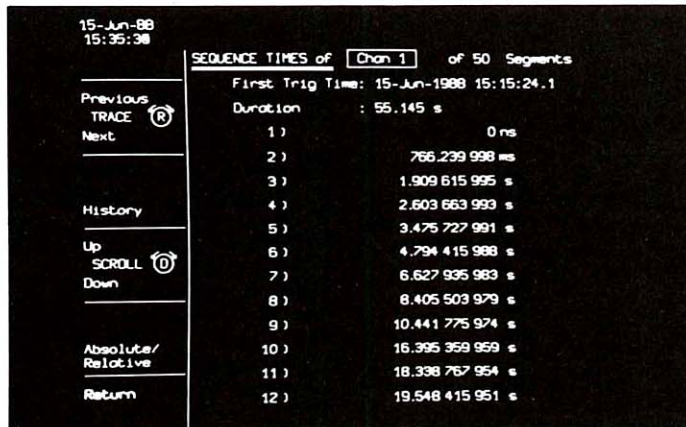 15-Jun-88
15:35:38
SEQUENCE TIMES of Chan 1 of 50 Segments
First Trig Time: 15-Jun-1988 15:15:24.1
Previous
TRACE R
Next
Duration : 55.145 s
1) 0 ns
2) 766.239 998 ms
3) 1.909 615 995 s
History
4) 2.603 663 993 s
5) 3.475 727 991 s
Up
SCROLL D
Down
6) 4.794 415 988 s
7) 6.627 935 983 s
8) 8.405 503 979 s
9) 10.441 775 974 s
Absolute/
Relative
10) 16.395 359 959 s
11) 18.338 767 954 s
Return
12) 19.548 415 951 s